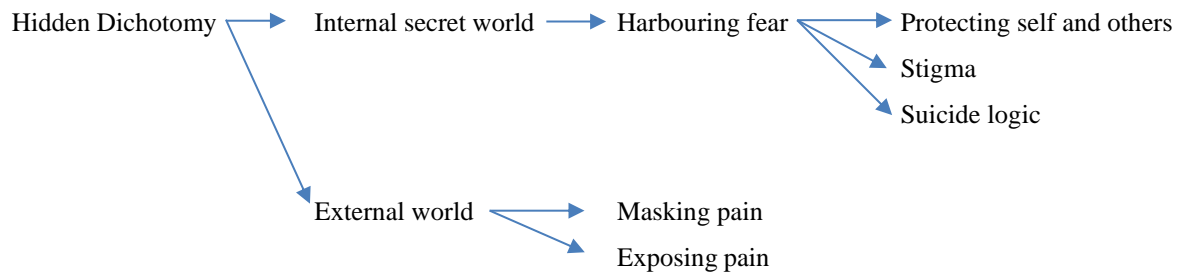 Hidden Dichotomy Internal secret world Harbouring fear Protecting self and others
Stigma
Suicide logic
External world Masking pain
Exposing pain